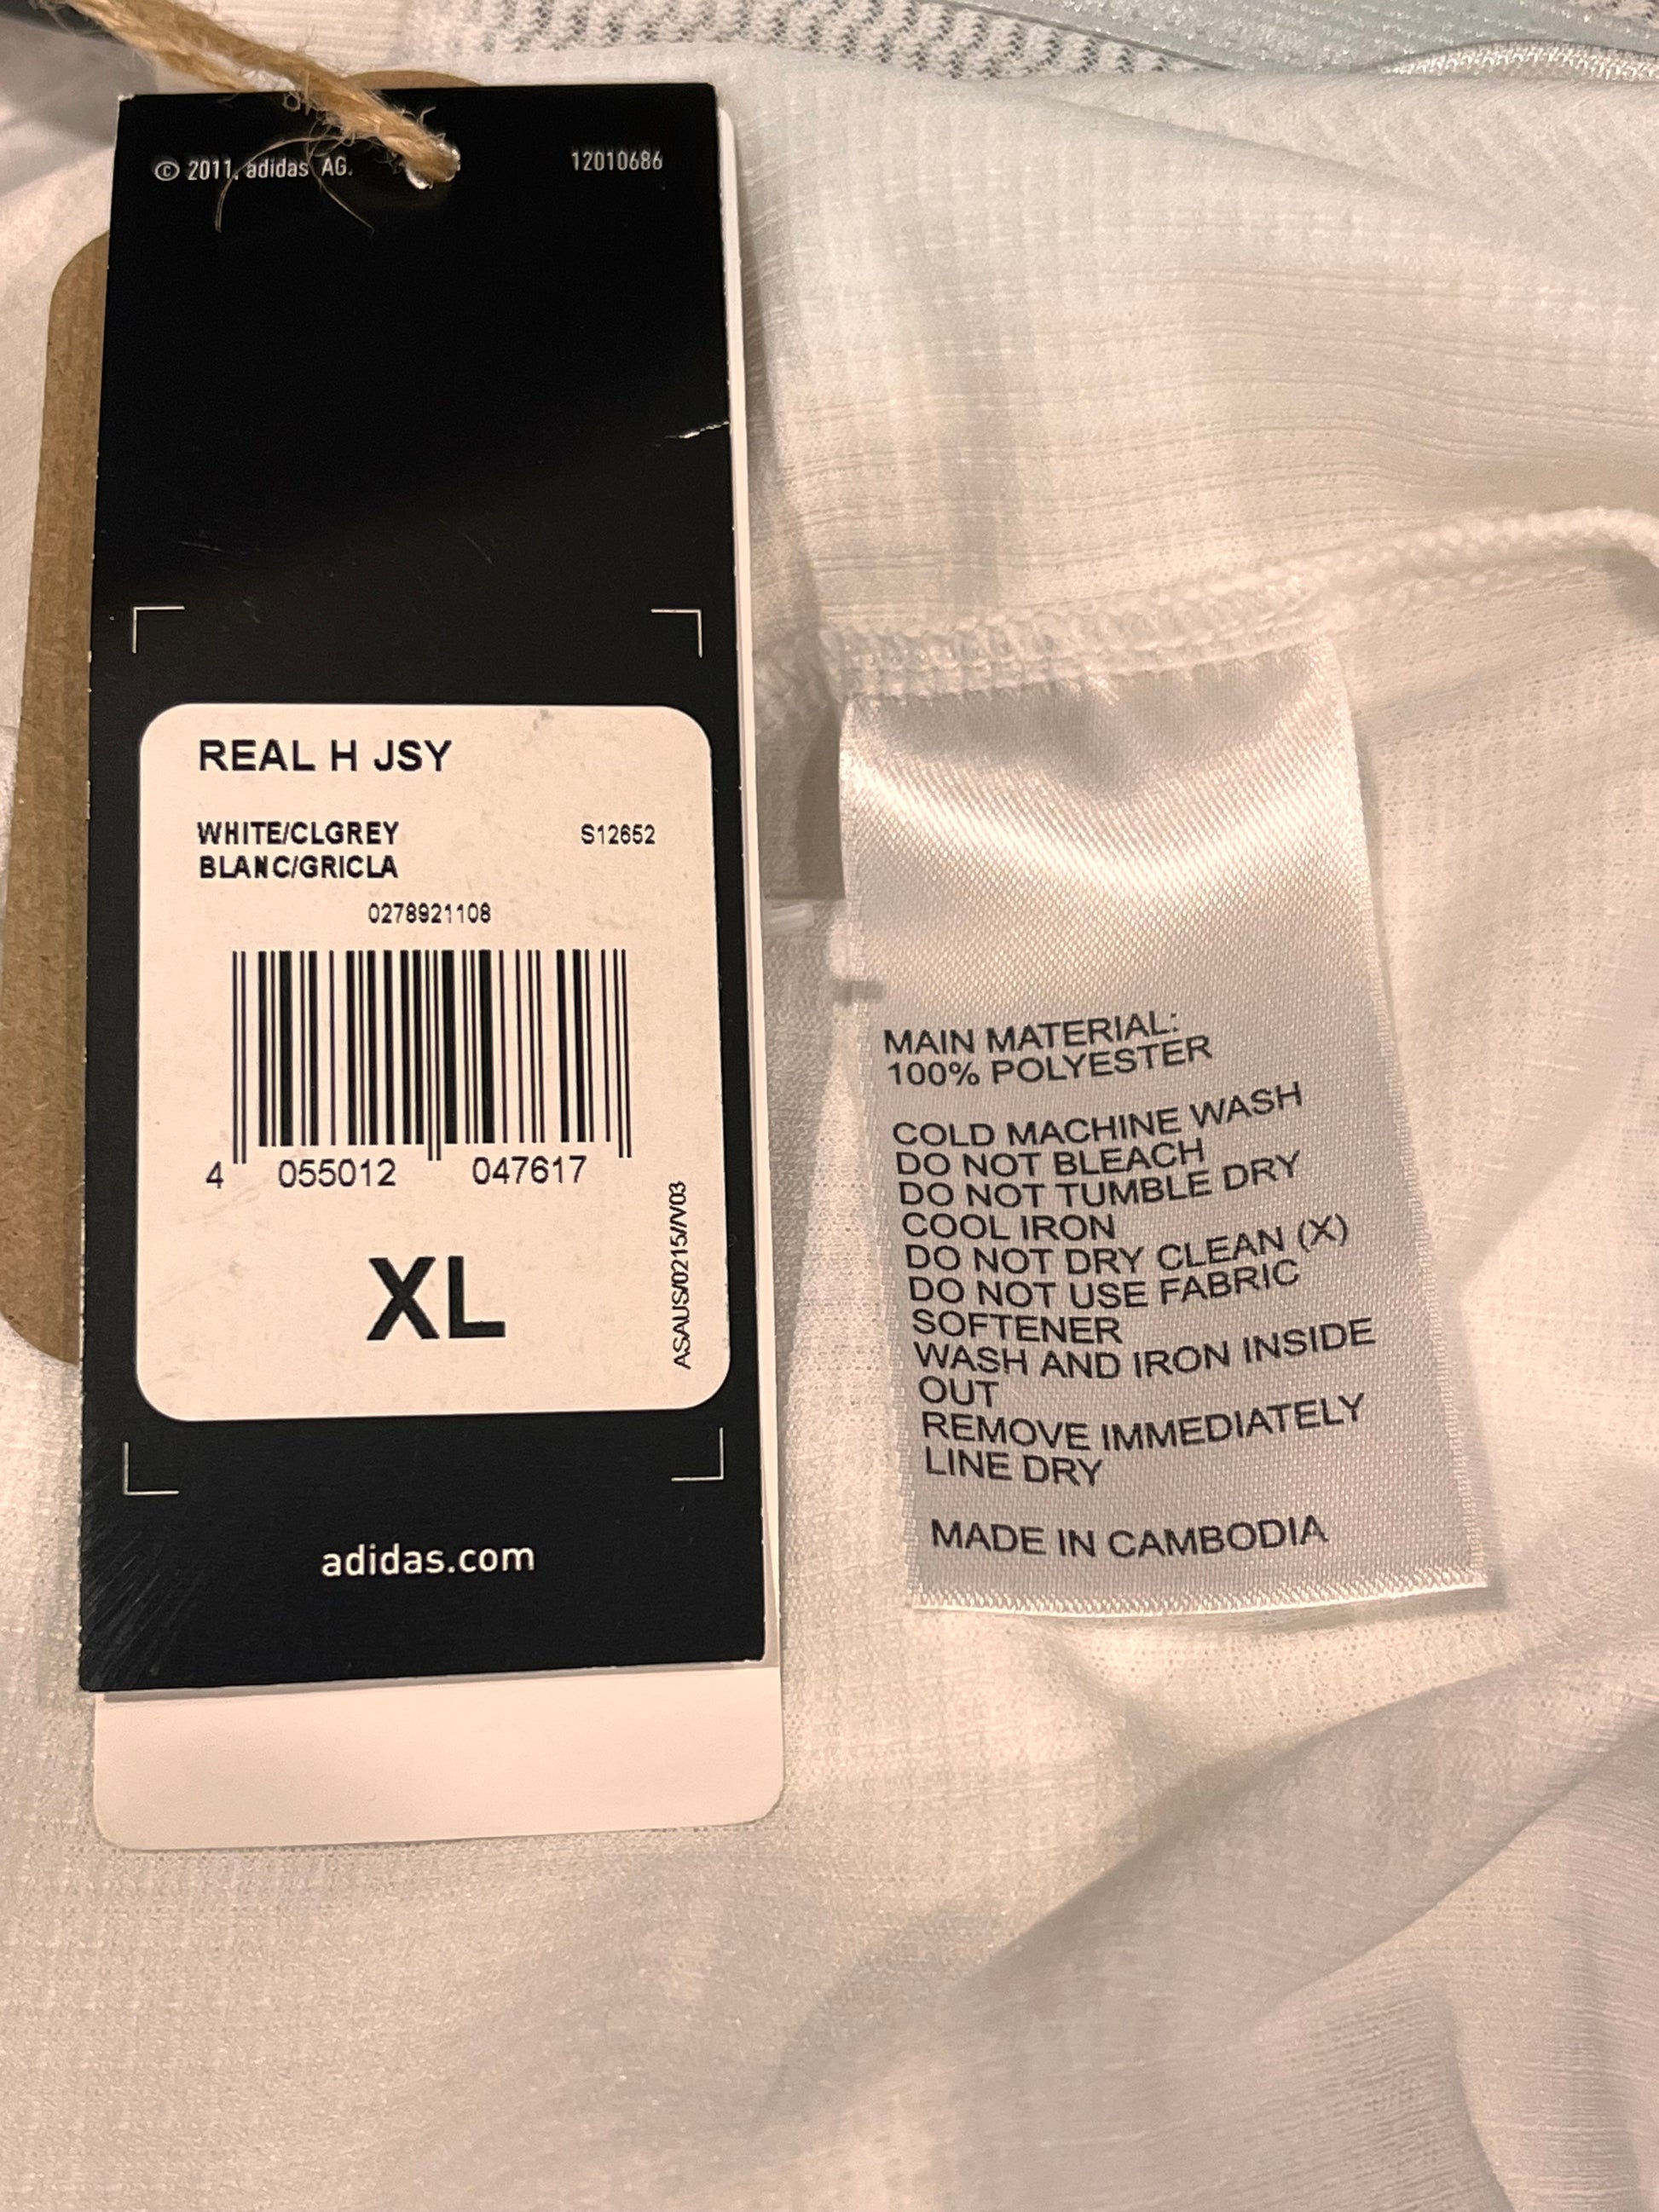 © 2011. adidas AG.
12010686
REAL H JSY
WHITE/CLGREY
S12652
BLANC/GRICLA
0278921108
4 055012 047617
XL
ASAUS/0215/IV03
adidas.com
MAIN MATERIAL:
100% POLYESTER
COLD MACHINE WASH
DO NOT BLEACH
DO NOT TUMBLE DRY
COOL IRON
DO NOT DRY CLEAN (X)
DO NOT USE FABRIC
SOFTENER
WASH AND IRON INSIDE
OUT
REMOVE IMMEDIATELY
LINE DRY
MADE IN CAMBODIA